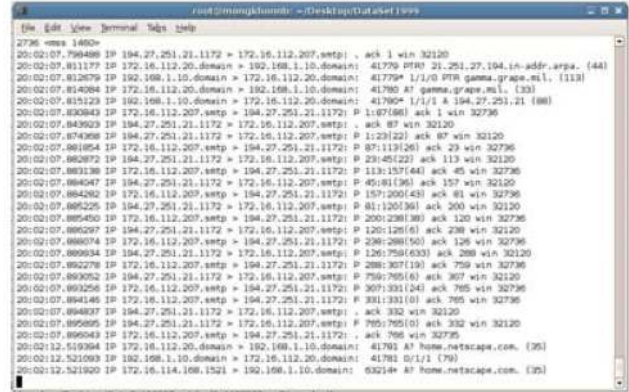 root@mongkhonnb: ~/Desktop/DataSet1999
File Edit View Terminal Tabs Help
2736 <mss 1460>
20:02:07.798488 IP 194.27.251.21.1172 > 172.16.112.207.smtp: . ack 1 win 32120
20:02:07.811177 IP 172.16.112.20.domain > 192.168.1.10.domain: 41779 PTR? 21.251.27.194.in-addr.arpa. (44)
20:02:07.812679 IP 192.168.1.10.domain > 172.16.112.20.domain: 41779* 1/1/0 PTR gamma.grape.mil. (113)
20:02:07.814084 IP 172.16.112.20.domain > 192.168.1.10.domain: 41780 A? gamma.grape.mil. (33)
20:02:07.815123 IP 192.168.1.10.domain > 172.16.112.20.domain: 41780* 1/1/1 A 194.27.251.21 (88)
20:02:07.830843 IP 172.16.112.207.smtp > 194.27.251.21.1172: P 1:87(86) ack 1 win 32736
20:02:07.843923 IP 194.27.251.21.1172 > 172.16.112.207.smtp: . ack 87 win 32120
20:02:07.874368 IP 194.27.251.21.1172 > 172.16.112.207.smtp: P 1:23(22) ack 87 win 32120
20:02:07.881854 IP 172.16.112.207.smtp > 194.27.251.21.1172: P 87:113(26) ack 23 win 32736
20:02:07.882872 IP 194.27.251.21.1172 > 172.16.112.207.smtp: P 23:45(22) ack 113 win 32120
20:02:07.883138 IP 172.16.112.207.smtp > 194.27.251.21.1172: P 113:157(44) ack 45 win 32736
20:02:07.884047 IP 194.27.251.21.1172 > 172.16.112.207.smtp: P 45:81(36) ack 157 win 32120
20:02:07.884282 IP 172.16.112.207.smtp > 194.27.251.21.1172: P 157:200(43) ack 81 win 32736
20:02:07.885225 IP 194.27.251.21.1172 > 172.16.112.207.smtp: P 81:120(39) ack 200 win 32120
20:02:07.885450 IP 172.16.112.207.smtp > 194.27.251.21.1172: P 200:238(38) ack 120 win 32736
20:02:07.886297 IP 194.27.251.21.1172 > 172.16.112.207.smtp: P 120:126(6) ack 238 win 32120
20:02:07.888074 IP 172.16.112.207.smtp > 194.27.251.21.1172: P 238:288(50) ack 126 win 32736
20:02:07.889934 IP 194.27.251.21.1172 > 172.16.112.207.smtp: P 126:759(633) ack 288 win 32120
20:02:07.892278 IP 172.16.112.207.smtp > 194.27.251.21.1172: P 288:307(19) ack 759 win 32736
20:02:07.893052 IP 194.27.251.21.1172 > 172.16.112.207.smtp: P 759:765(6) ack 307 win 32120
20:02:07.893256 IP 172.16.112.207.smtp > 194.27.251.21.1172: P 307:331(24) ack 765 win 32736
20:02:07.894146 IP 172.16.112.207.smtp > 194.27.251.21.1172: F 331:331(0) ack 765 win 32736
20:02:07.894837 IP 194.27.251.21.1172 > 172.16.112.207.smtp: . ack 332 win 32120
20:02:07.895895 IP 194.27.251.21.1172 > 172.16.112.207.smtp: F 765:765(0) ack 332 win 32120
20:02:07.896043 IP 172.16.112.207.smtp > 194.27.251.21.1172: . ack 766 win 32735
20:02:12.519394 IP 172.16.112.20.domain > 192.168.1.10.domain: 41781 A? home.netscape.com. (35)
20:02:12.521093 IP 192.168.1.10.domain > 172.16.112.20.domain: 41781 0/1/1 (79)
20:02:12.521920 IP 172.16.114.168.1521 > 192.168.1.10.domain: 63214+ A? home.netscape.com. (35)